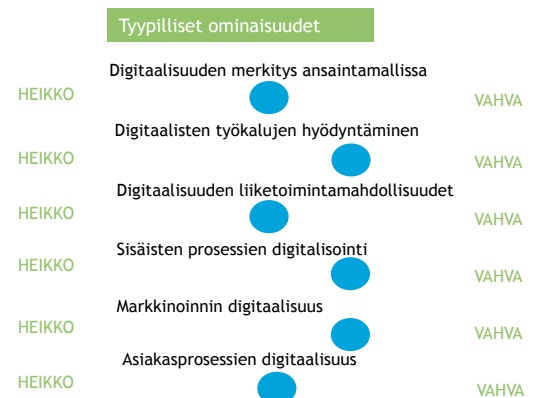 Tyypilliset ominaisuudet
Digitaalisuuden merkitys ansaintamallissa
HEIKKO VAHVA
Digitaalisten työkalujen hyödyntäminen
HEIKKO VAHVA
Digitaalisuuden liiketoimintamahdollisuudet
HEIKKO VAHVA
Sisäisten prosessien digitalisointi
HEIKKO VAHVA
Markkinoinnin digitaalisuus
HEIKKO VAHVA
Asiakasprosessien digitaalisuus
HEIKKO VAHVA